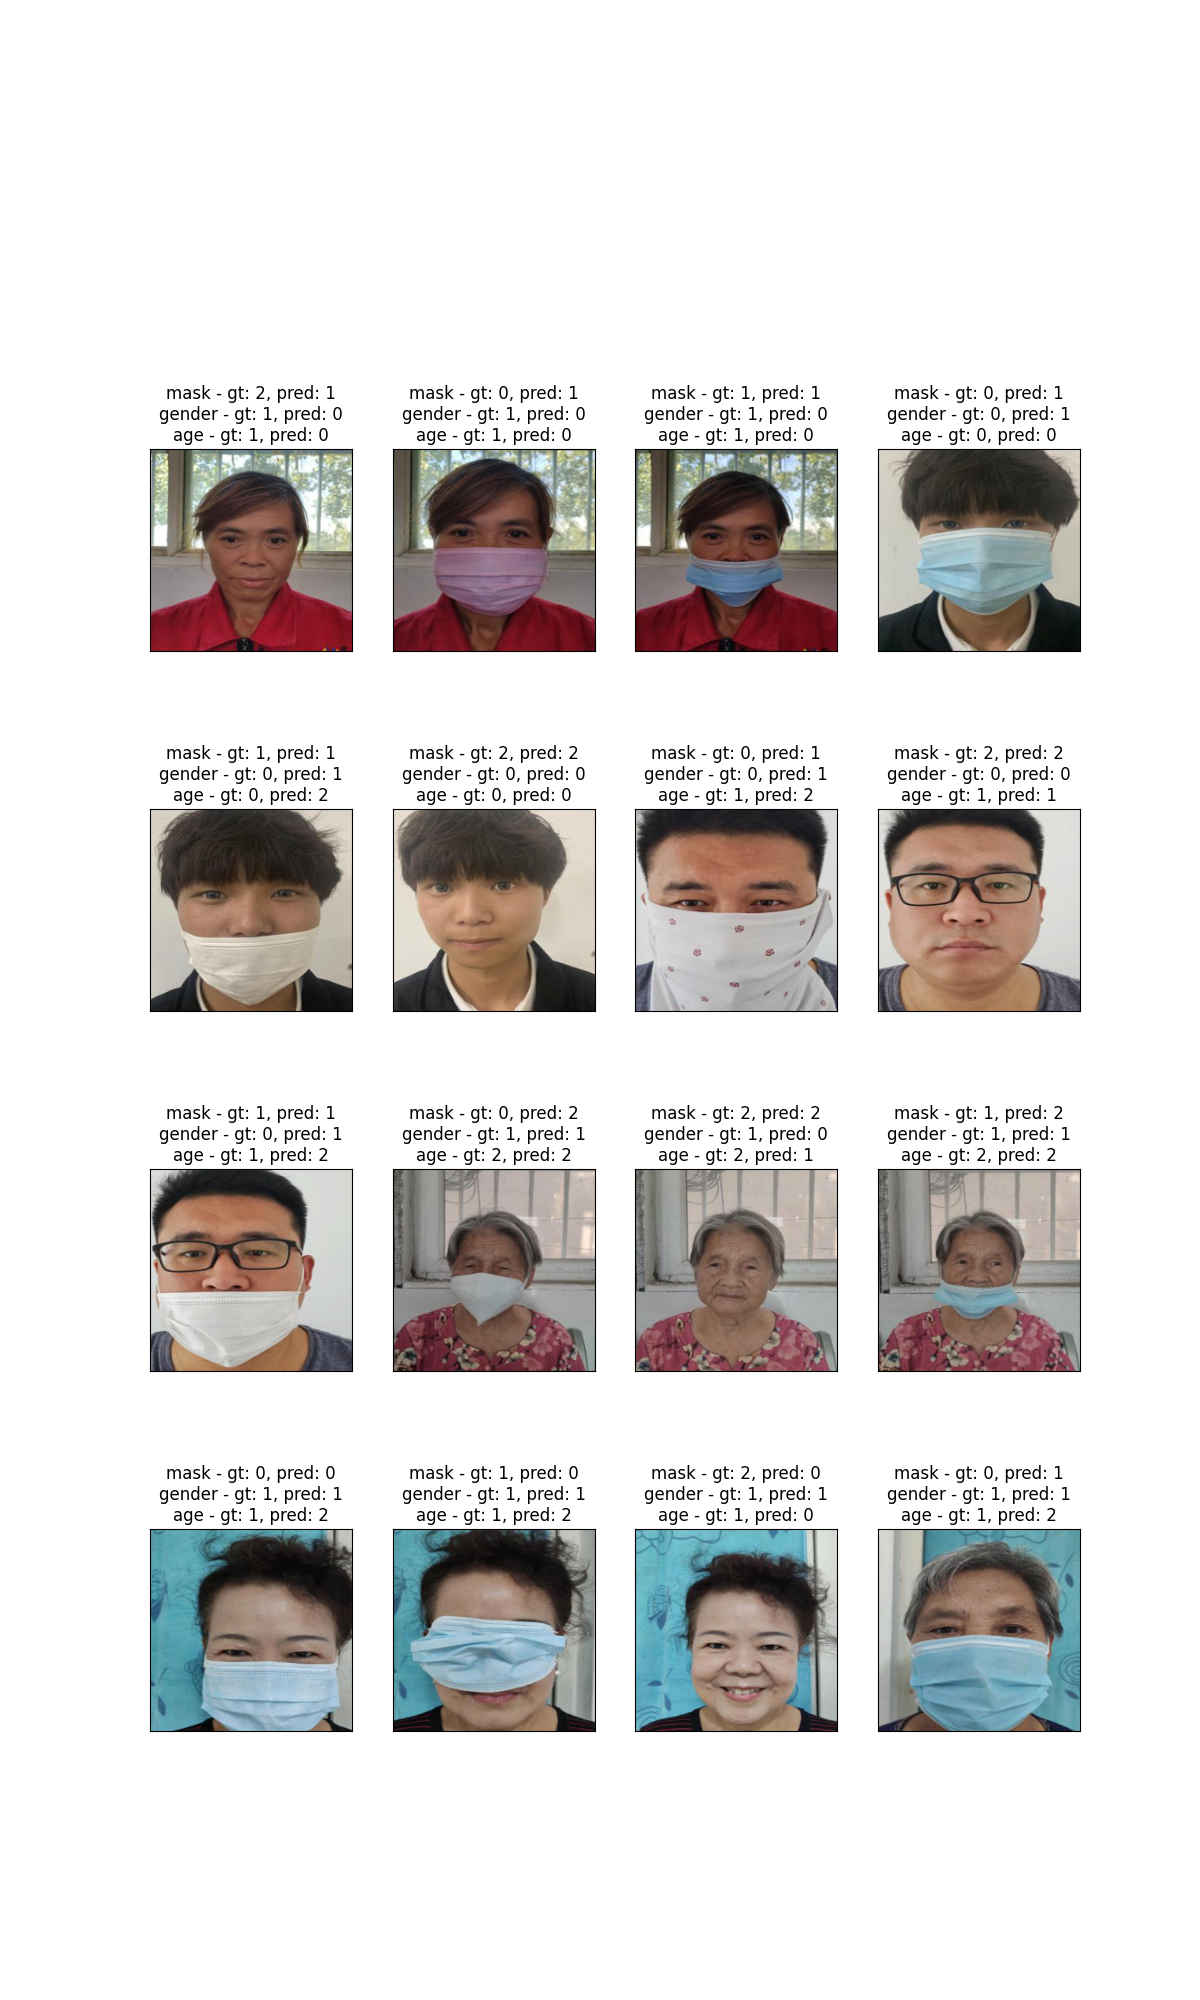 mask - gt: 2, pred: 1
gender - gt: 1, pred: 0
age - gt: 1, pred: 0
mask - gt: 0, pred: 1
gender - gt: 1, pred: 0
age - gt: 1, pred: 0
mask - gt: 1, pred: 1
gender - gt: 1, pred: 0
age - gt: 1, pred: 0
mask - gt: 0, pred: 1
gender - gt: 0, pred: 1
age - gt: 0, pred: 0
mask - gt: 1, pred: 1
gender - gt: 0, pred: 1
age - gt: 0, pred: 2
mask - gt: 2, pred: 2
gender - gt: 0, pred: 0
age - gt: 0, pred: 0
mask - gt: 0, pred: 1
gender - gt: 0, pred: 1
age - gt: 1, pred: 2
mask - gt: 2, pred: 2
gender - gt: 0, pred: 0
age - gt: 1, pred: 1
mask - gt: 1, pred: 1
gender - gt: 0, pred: 1
age - gt: 1, pred: 2
mask - gt: 0, pred: 2
gender - gt: 1, pred: 1
age - gt: 2, pred: 2
mask - gt: 2, pred: 2
gender - gt: 1, pred: 0
age - gt: 2, pred: 1
mask - gt: 1, pred: 2
gender - gt: 1, pred: 1
age - gt: 2, pred: 2
mask - gt: 0, pred: 0
gender - gt: 1, pred: 1
age - gt: 1, pred: 2
mask - gt: 1, pred: 0
gender - gt: 1, pred: 1
age - gt: 1, pred: 2
mask - gt: 2, pred: 0
gender - gt: 1, pred: 1
age - gt: 1, pred: 0
mask - gt: 0, pred: 1
gender - gt: 1, pred: 1
age - gt: 1, pred: 2